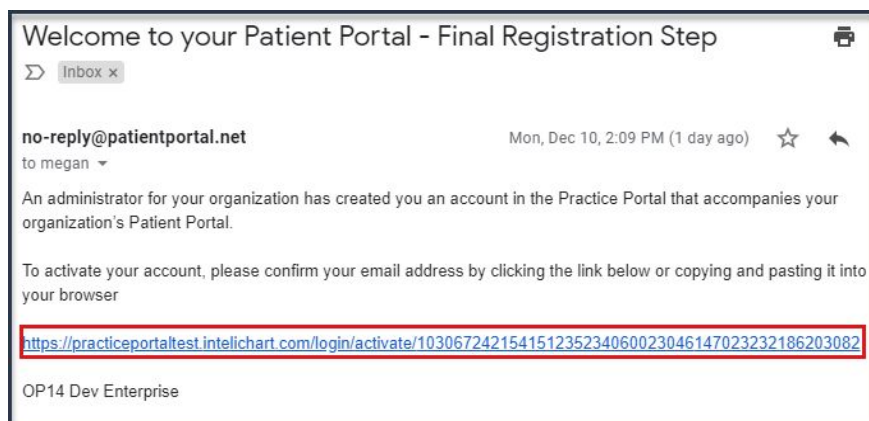 Welcome to your Patient Portal - Final Registration Step
Inbox x
no-reply@patientportal.net Mon, Dec 10, 2:09 PM (1 day ago)
to megan
An administrator for your organization has created you an account in the Practice Portal that accompanies your
organization's Patient Portal.
To activate your account, please confirm your email address by clicking the link below or copying and pasting it into
your browser
https://practiceportaltest.intelichart.com/login/activate/103067242154151235234060023046147023232186203082
OP14 Dev Enterprise